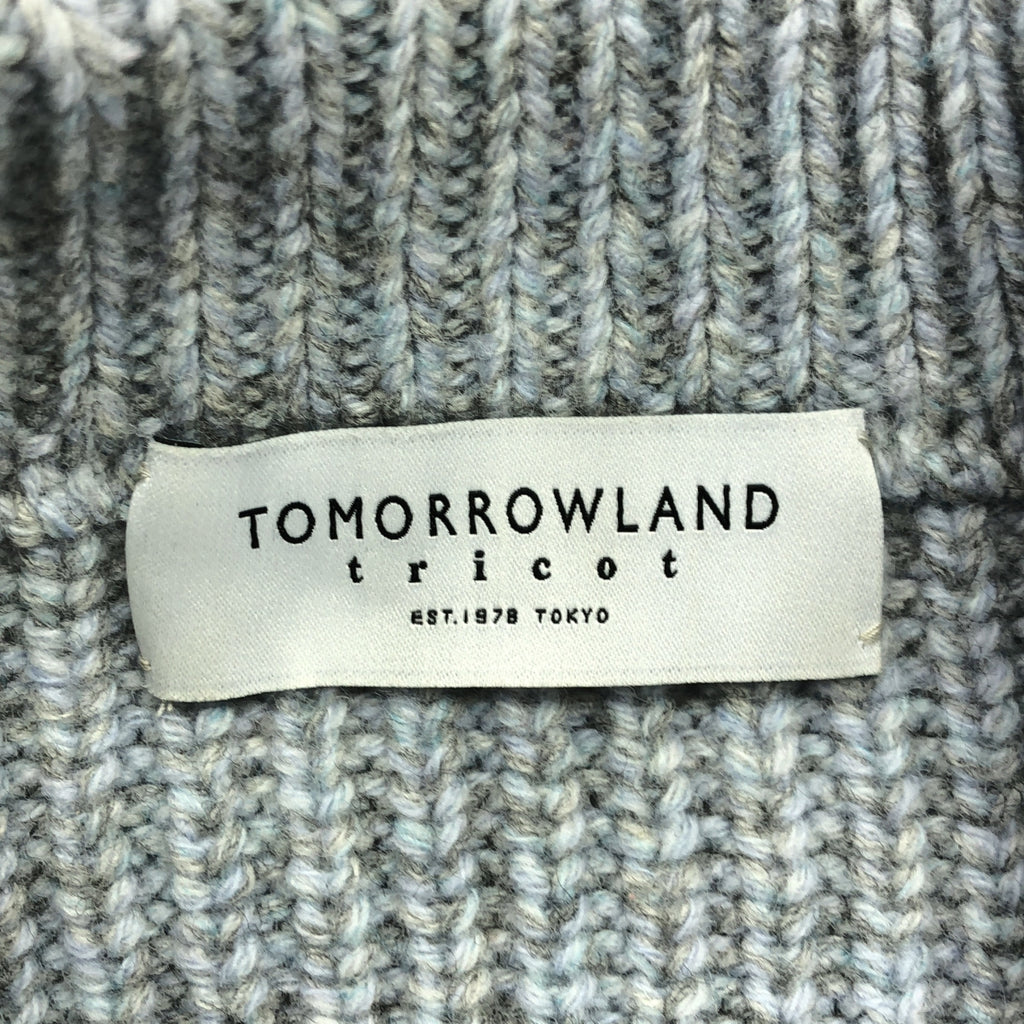 TOMORROWLAND
tricot
EST.1978 TOKYO